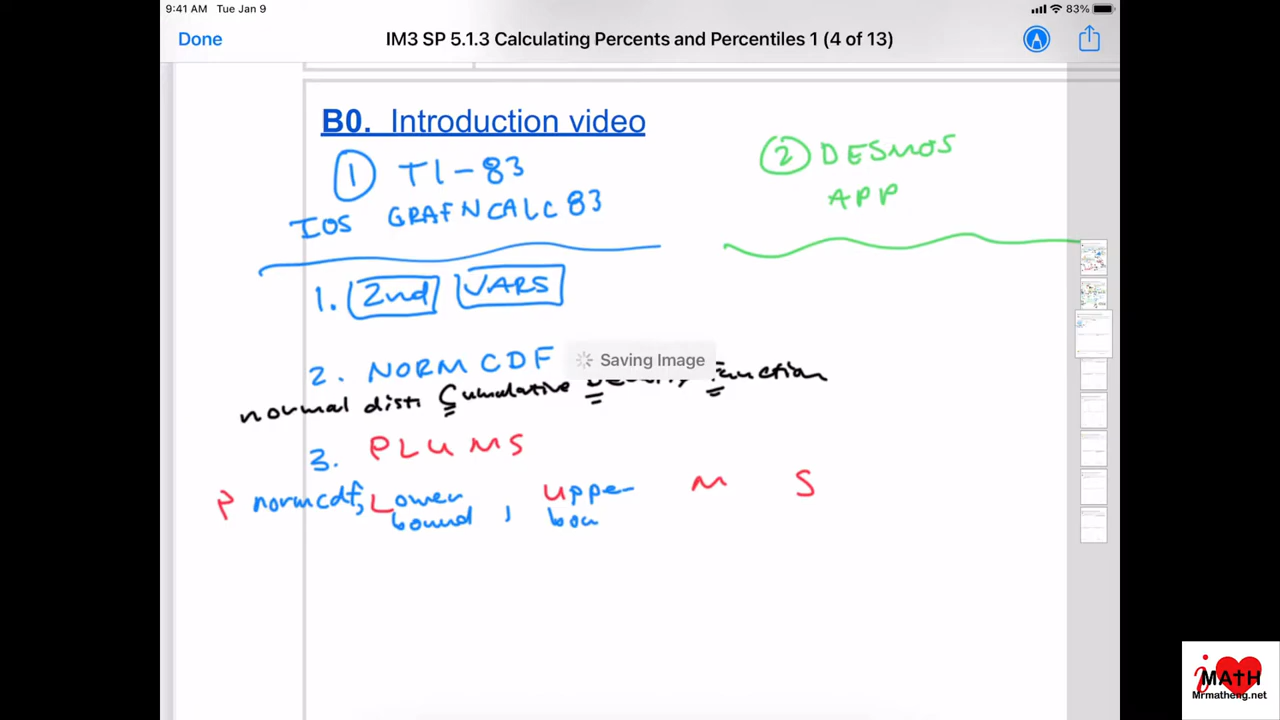 9:41 AM Tue Jan 9 83%
Done IM3 SP 5.1.3 Calculating Percents and Percentiles 1 (4 of 13)
B0. Introduction video
1 TI-83
IOS GRAFNCALC 83
2 DESMOS
APP
1. 2nd VARS
2. NORMCDF
Saving Image
normal distr Cumulative Function
3. PLUMS
P normcdf, Lower bound, Upper bou M S
i MATH
Mrmatheng.net